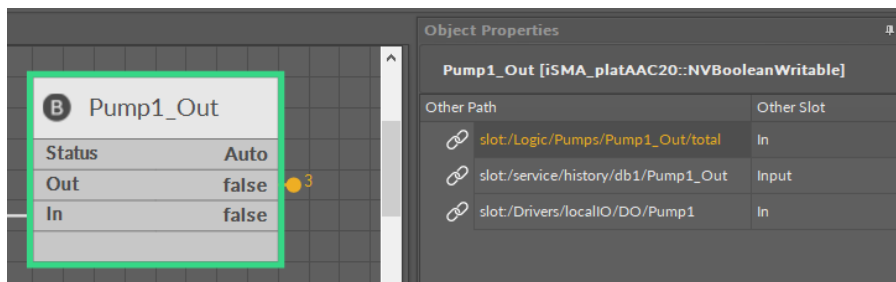 B Pump1_Out
Status Auto
Out false 3
In false
Object Properties
Pump1_Out [iSMA_platAAC20::NVBooleanWritable]
Other Path Other Slot
slot:/Logic/Pumps/Pump1_Out/total In
slot:/service/history/db1/Pump1_Out Input
slot:/Drivers/localIO/DO/Pump1 In